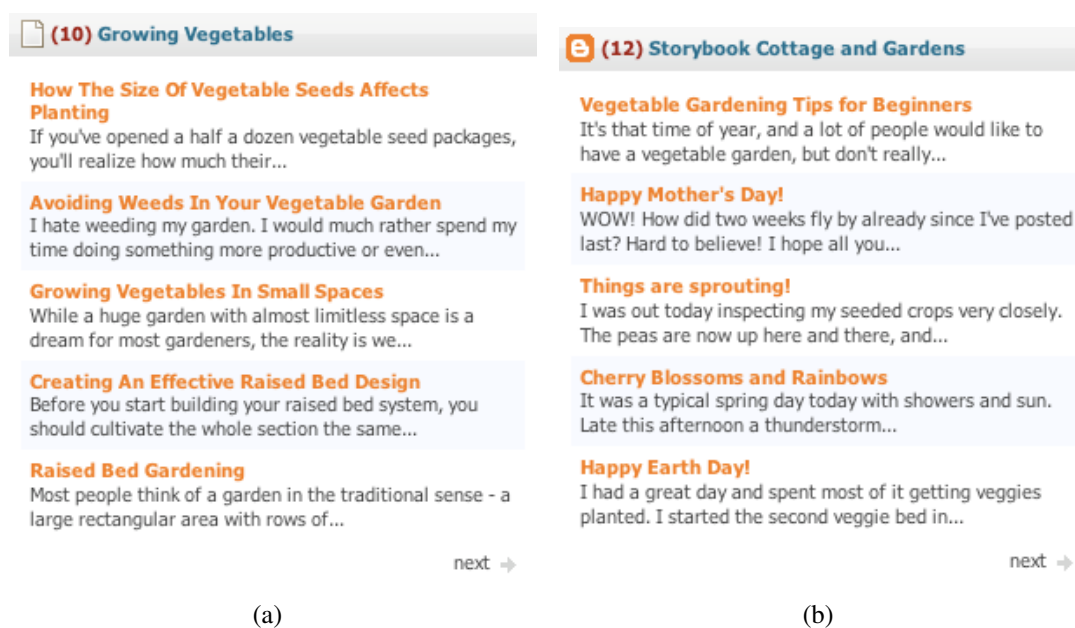 (10) Growing Vegetables
How The Size Of Vegetable Seeds Affects
Planting
If you've opened a half a dozen vegetable seed packages,
you'll realize how much their...
Avoiding Weeds In Your Vegetable Garden
I hate weeding my garden. I would much rather spend my
time doing something more productive or even...
Growing Vegetables In Small Spaces
While a huge garden with almost limitless space is a
dream for most gardeners, the reality is we...
Creating An Effective Raised Bed Design
Before you start building your raised bed system, you
should cultivate the whole section the same...
Raised Bed Gardening
Most people think of a garden in the traditional sense - a
large rectangular area with rows of...
next
(a)
(12) Storybook Cottage and Gardens
Vegetable Gardening Tips for Beginners
It's that time of year, and a lot of people would like to
have a vegetable garden, but don't really...
Happy Mother's Day!
WOW! How did two weeks fly by already since I've posted
last? Hard to believe! I hope all you...
Things are sprouting!
I was out today inspecting my seeded crops very closely.
The peas are now up here and there, and...
Cherry Blossoms and Rainbows
It was a typical spring day today with showers and sun.
Late this afternoon a thunderstorm...
Happy Earth Day!
I had a great day and spent most of it getting veggies
planted. I started the second veggie bed in...
next
(b)